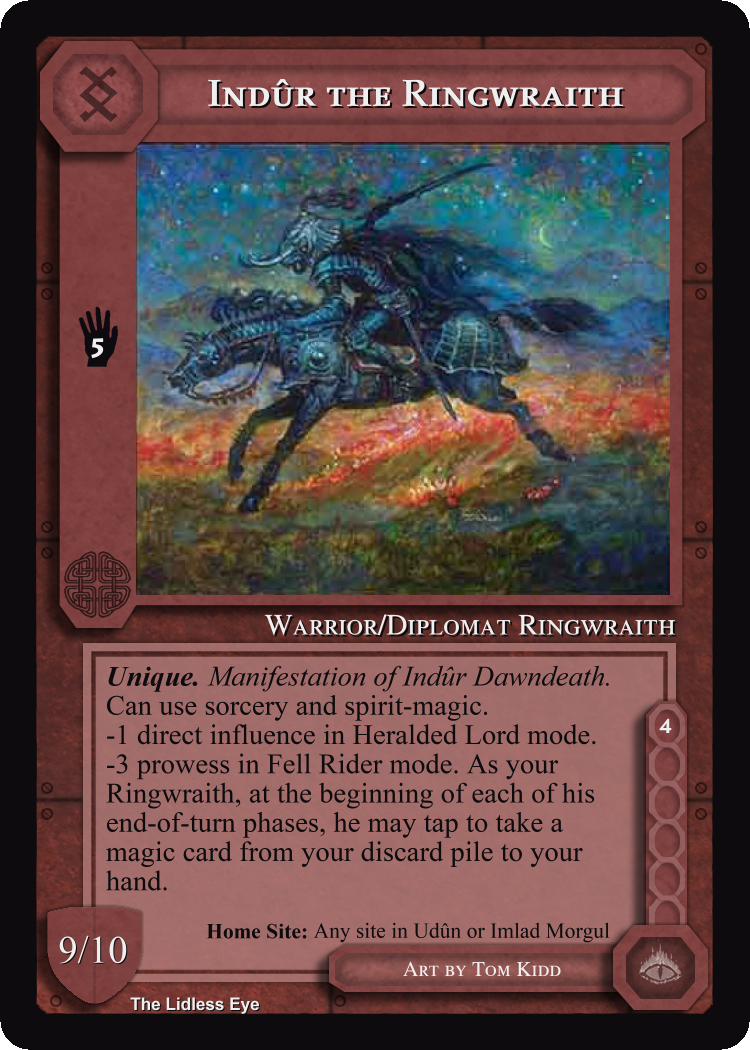 Indûr the Ringwraith
5
Warrior/Diplomat Ringwraith
Unique. Manifestation of Indûr Dawndeath.
Can use sorcery and spirit-magic.
-1 direct influence in Heralded Lord mode.
-3 prowess in Fell Rider mode. As your
Ringwraith, at the beginning of each of his
end-of-turn phases, he may tap to take a
magic card from your discard pile to your
hand.
4
Home Site: Any site in Udûn or Imlad Morgul
9/10
Art by Tom Kidd
The Lidless Eye